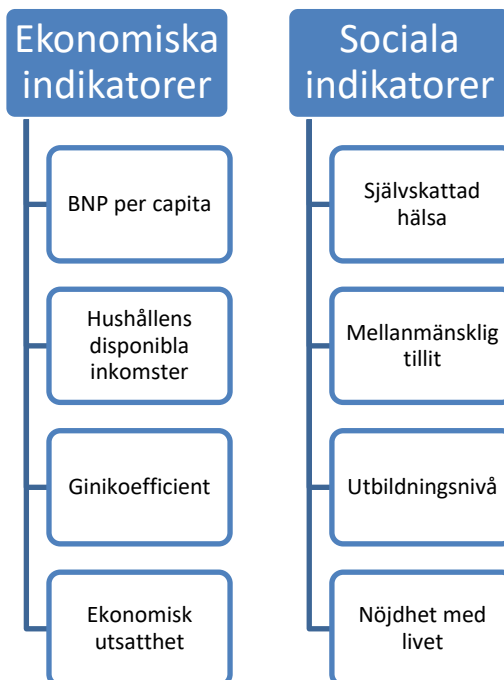 Ekonomiska
indikatorer
BNP per capita
Hushållens
disponibla
inkomster
Ginikoefficient
Ekonomisk
utsatthet
Sociala
indikatorer
Självskattad
hälsa
Mellanmänsklig
tillit
Utbildningsnivå
Nöjdhet med
livet